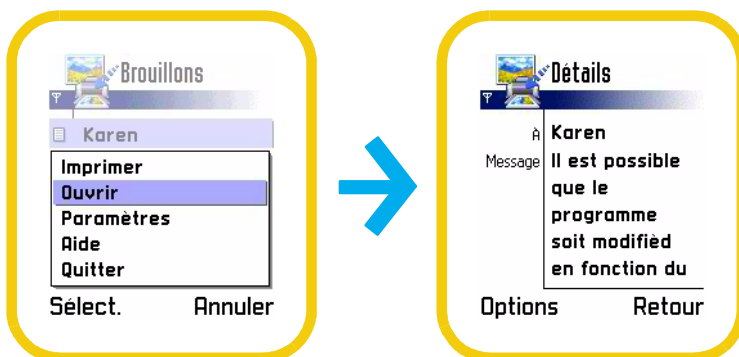 Brouillons
Karen
Imprimer
Ouvrir
Paramètres
Aide
Quitter
Sélect. Annuler
Détails
À Karen
Message Il est possible
que le
programme
soit modifièd
en fonction du
Options Retour